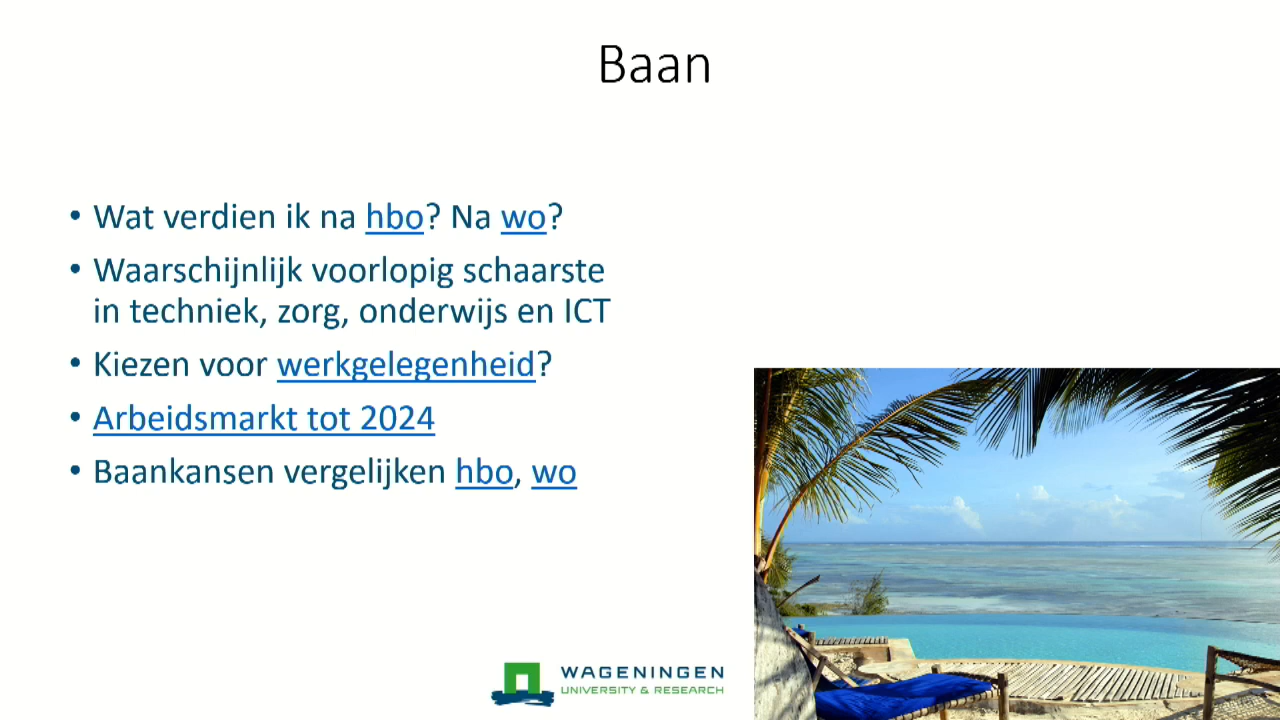 Baan
• Wat verdien ik na hbo? Na wo?
• Waarschijnlijk voorlopig schaarste
in techniek, zorg, onderwijs en ICT
• Kiezen voor werkgelegenheid?
• Arbeidsmarkt tot 2024
• Baankansen vergelijken hbo, wo
WAGENINGEN
UNIVERSITY & RESEARCH